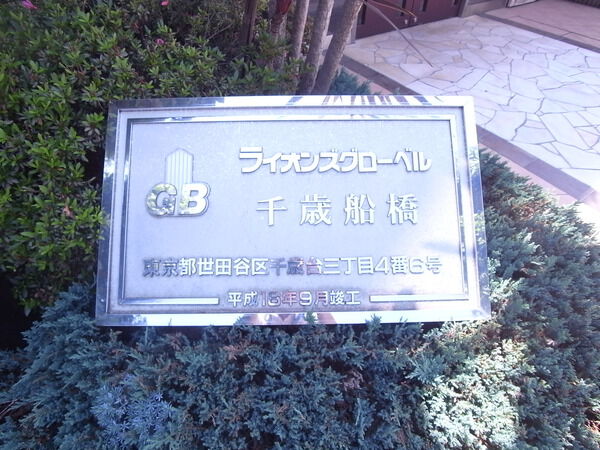 GB
ライオンズグローベル
千歳船橋
東京都世田谷区千歳台三丁目4番6号
平成16年9月竣工